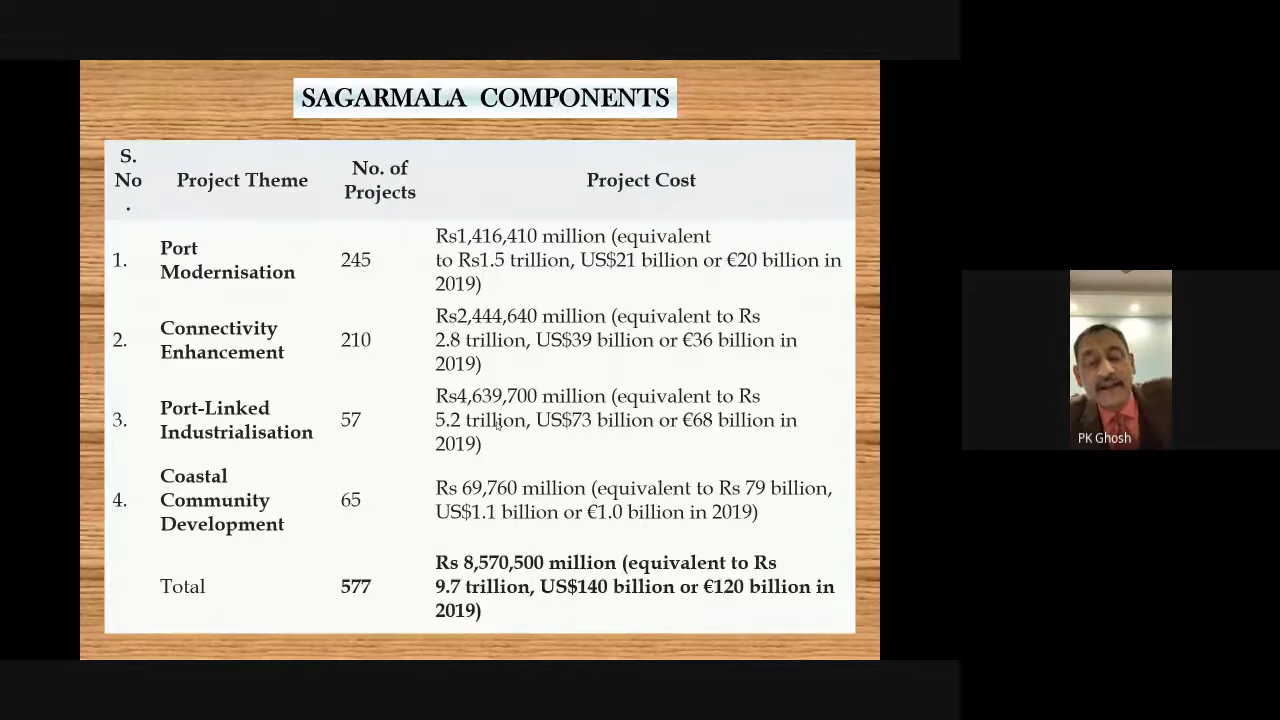 SAGARMALA COMPONENTS
S.
No
.
Project Theme
No. of
Projects
Project Cost
1.
Port
Modernisation
245
Rs1,416,410 million (equivalent
to Rs1.5 trillion, US$21 billion or €20 billion in
2019)
2.
Connectivity
Enhancement
210
Rs2,444,640 million (equivalent to Rs
2.8 trillion, US$39 billion or €36 billion in
2019)
3.
Port-Linked
Industrialisation
57
Rs4,639,700 million (equivalent to Rs
5.2 trillion, US$73 billion or €68 billion in
2019)
4.
Coastal
Community
Development
65
Rs 69,760 million (equivalent to Rs 79 billion,
US$1.1 billion or €1.0 billion in 2019)
Total
577
Rs 8,570,500 million (equivalent to Rs
9.7 trillion, US$140 billion or €120 billion in
2019)
PK Ghosh